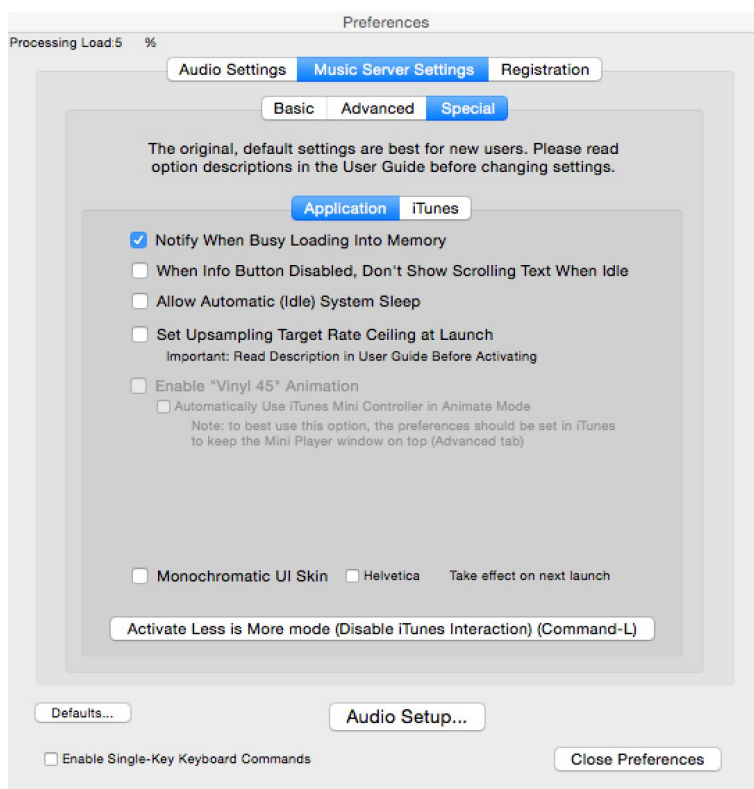 Preferences
Processing Load:5 %
Audio Settings Music Server Settings Registration
Basic Advanced Special
The original, default settings are best for new users. Please read
option descriptions in the User Guide before changing settings.
Application iTunes
Notify When Busy Loading Into Memory
When Info Button Disabled, Don't Show Scrolling Text When Idle
Allow Automatic (Idle) System Sleep
Set Upsampling Target Rate Ceiling at Launch
Important: Read Description in User Guide Before Activating
Enable "Vinyl 45" Animation
Automatically Use iTunes Mini Controller in Animate Mode
Note: to best use this option, the preferences should be set in iTunes
to keep the Mini Player window on top (Advanced tab)
Monochromatic UI Skin Helvetica Take effect on next launch
Activate Less is More mode (Disable iTunes Interaction) (Command-L)
Defaults... Audio Setup...
Enable Single-Key Keyboard Commands Close Preferences